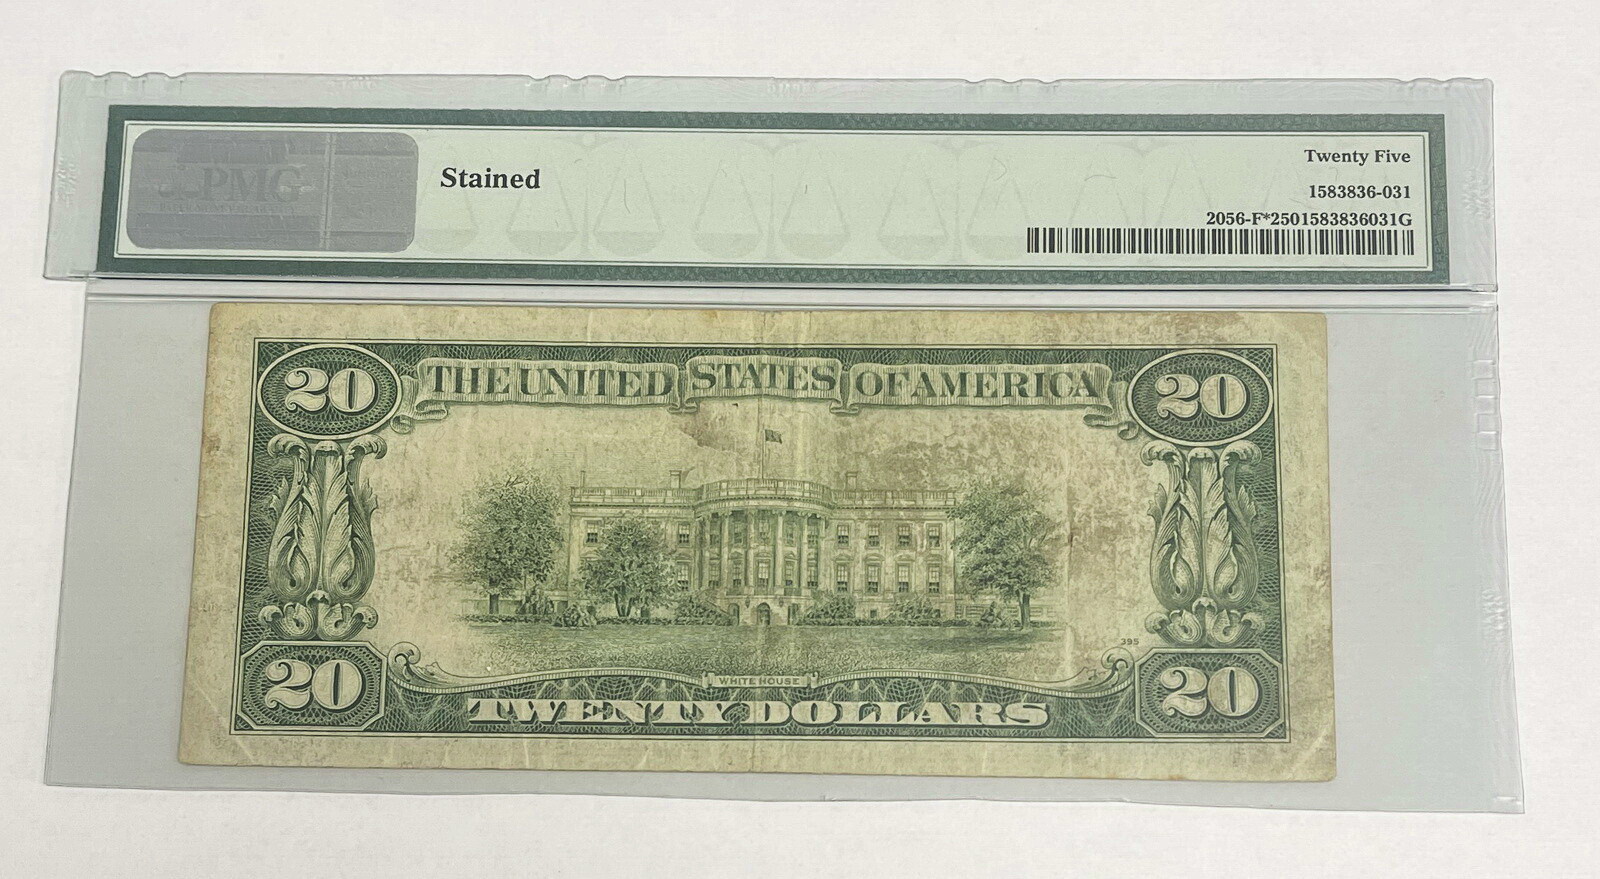 PMG
Stained
Twenty Five
1583836-031
2056-F*2501583836031G
20 THE UNITED STATES OF AMERICA 20
395
20 WHITE HOUSE 20
TWENTY DOLLARS